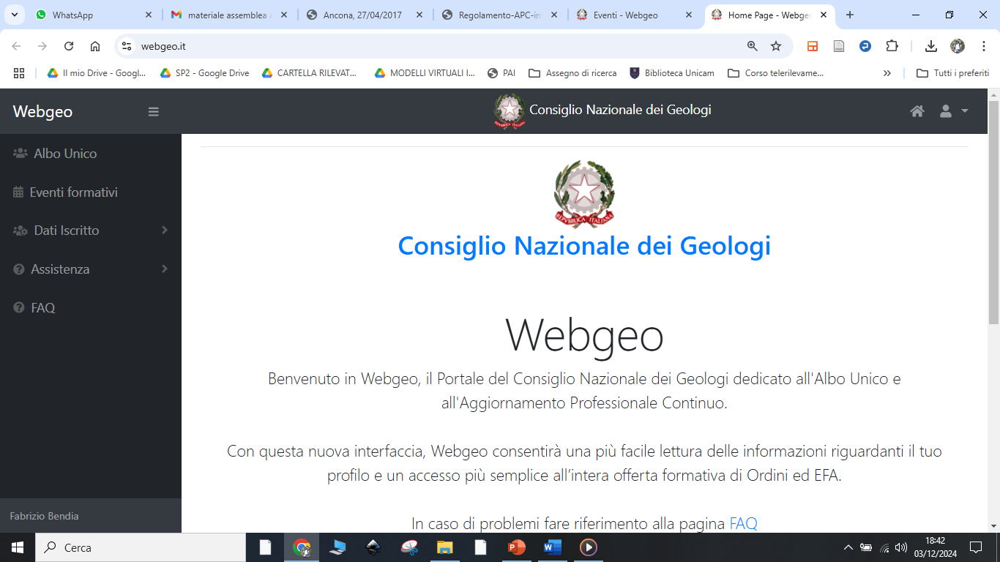 WhatsApp
materiale assemblea
Ancona, 27/04/2017
Regolamento-APC-in
Eventi - Webgeo
Home Page - Webgeo
webgeo.it
Il mio Drive - Googl...
SP2 - Google Drive
CARTELLA RILEVAT...
MODELLI VIRTUALI I...
PAI
Assegno di ricerca
Biblioteca Unicam
Corso telerilevame...
Tutti i preferiti
Webgeo
Consiglio Nazionale dei Geologi
Albo Unico
Eventi formativi
Dati Iscritto
Assistenza
FAQ
REPVBBLICA ITALIANA
Consiglio Nazionale dei Geologi
Webgeo
Benvenuto in Webgeo, il Portale del Consiglio Nazionale dei Geologi dedicato all'Albo Unico e
all'Aggiornamento Professionale Continuo.
Con questa nuova interfaccia, Webgeo consentirà una più facile lettura delle informazioni riguardanti il tuo
profilo e un accesso più semplice all’intera offerta formativa di Ordini ed EFA.
In caso di problemi fare riferimento alla pagina FAQ
Fabrizio Bendia
Cerca
18:42
03/12/2024